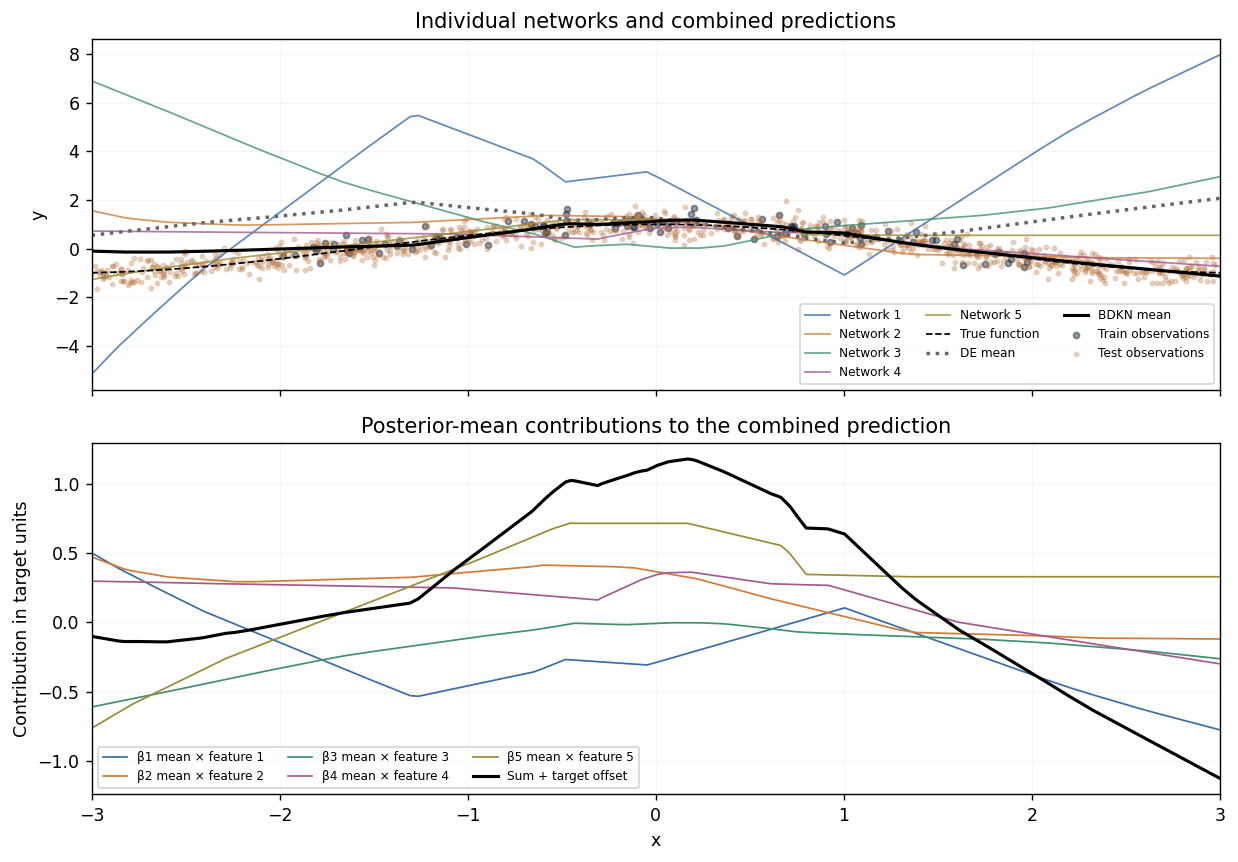 Individual networks and combined predictions
8
6
4
2
0
−2
−4
y
Network 1
Network 2
Network 3
Network 4
Network 5
True function
DE mean
BDKN mean
Train observations
Test observations
Posterior-mean contributions to the combined prediction
1.0
0.5
0.0
−0.5
−1.0
Contribution in target units
β1 mean × feature 1
β2 mean × feature 2
β3 mean × feature 3
β4 mean × feature 4
β5 mean × feature 5
Sum + target offset
−3
−2
−1
0
1
2
3
x